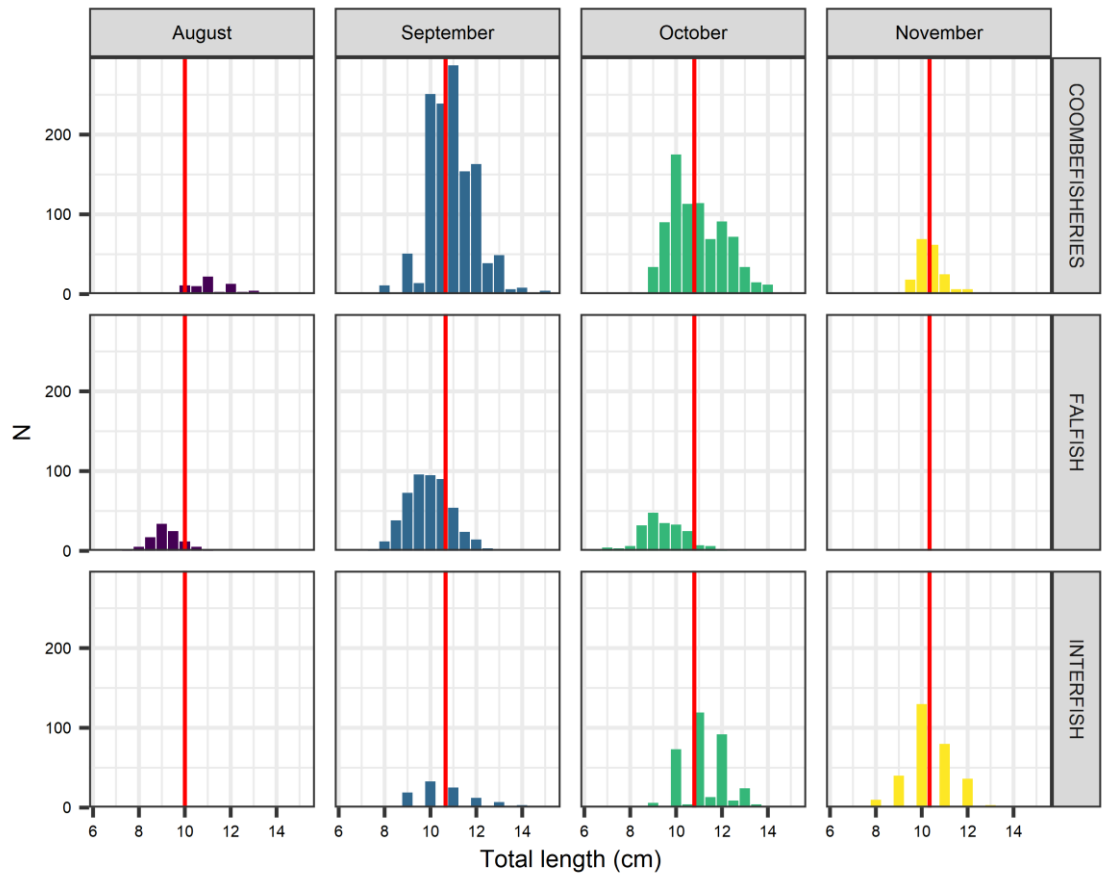 August
September
October
November
200
100
0
COOMBEFISHERIES
N
200
100
0
FALFISH
200
100
0
INTERFISH
6 8 10 12 14 6 8 10 12 14 6 8 10 12 14 6 8 10 12 14
Total length (cm)